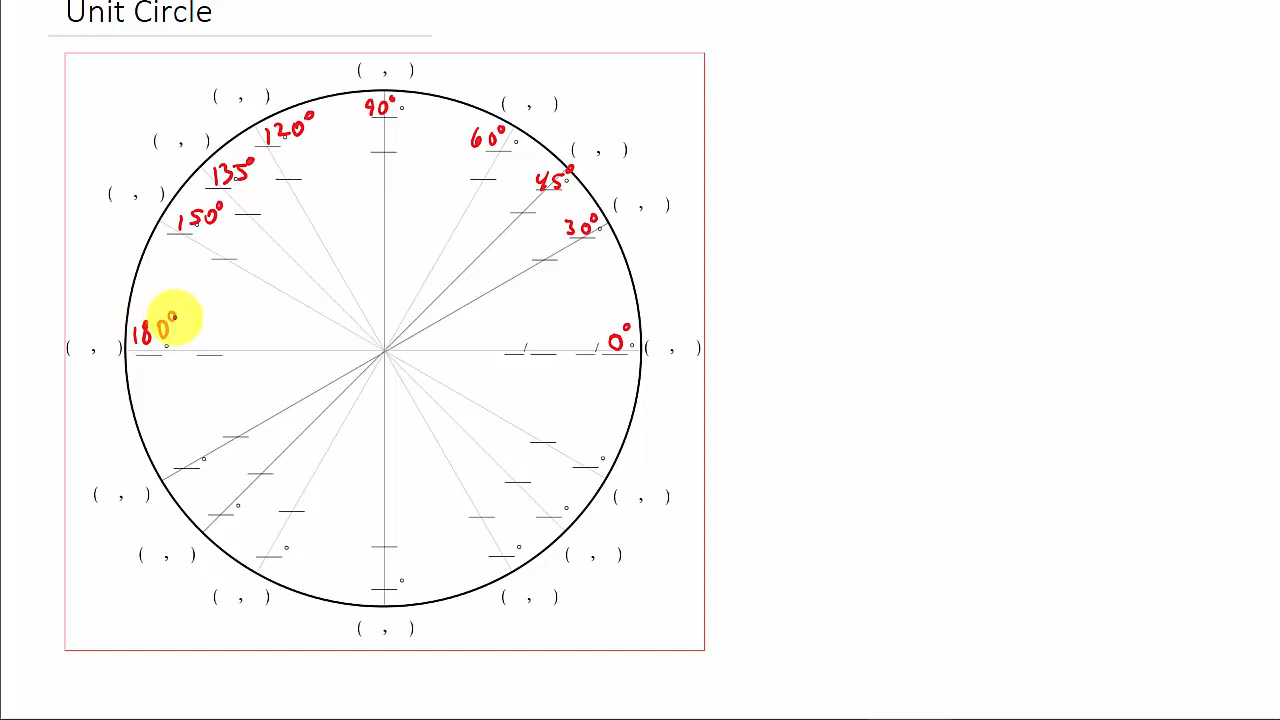 Unit Circle
( , )
( , )
( , )
90°
60°
120°
( , )
( , )
135°
45°
150°
30°
( , )
( , )
180°
0°
( , )
( , )
( , )
( , )
( , )
( , )
( , )
( , )
( , )